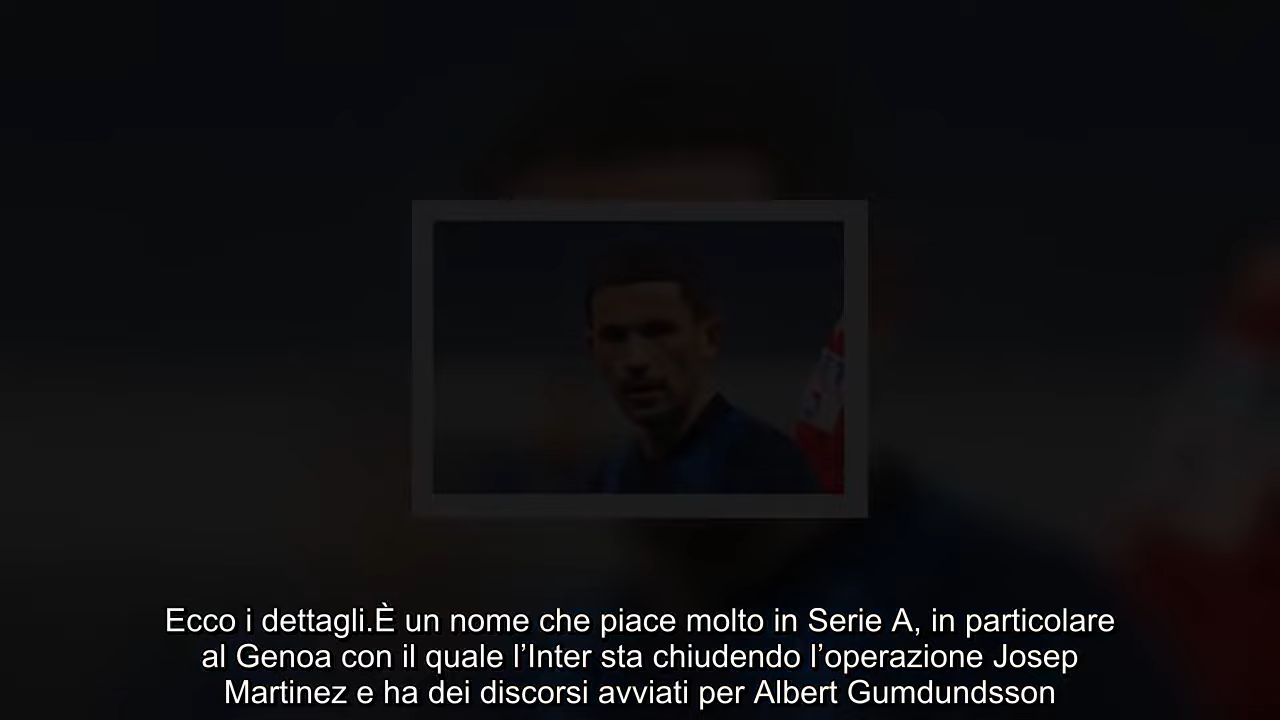 Ecco i dettagli.È un nome che piace molto in Serie A, in particolare
al Genoa con il quale l’Inter sta chiudendo l’operazione Josep
Martinez e ha dei discorsi avviati per Albert Gumdundsson